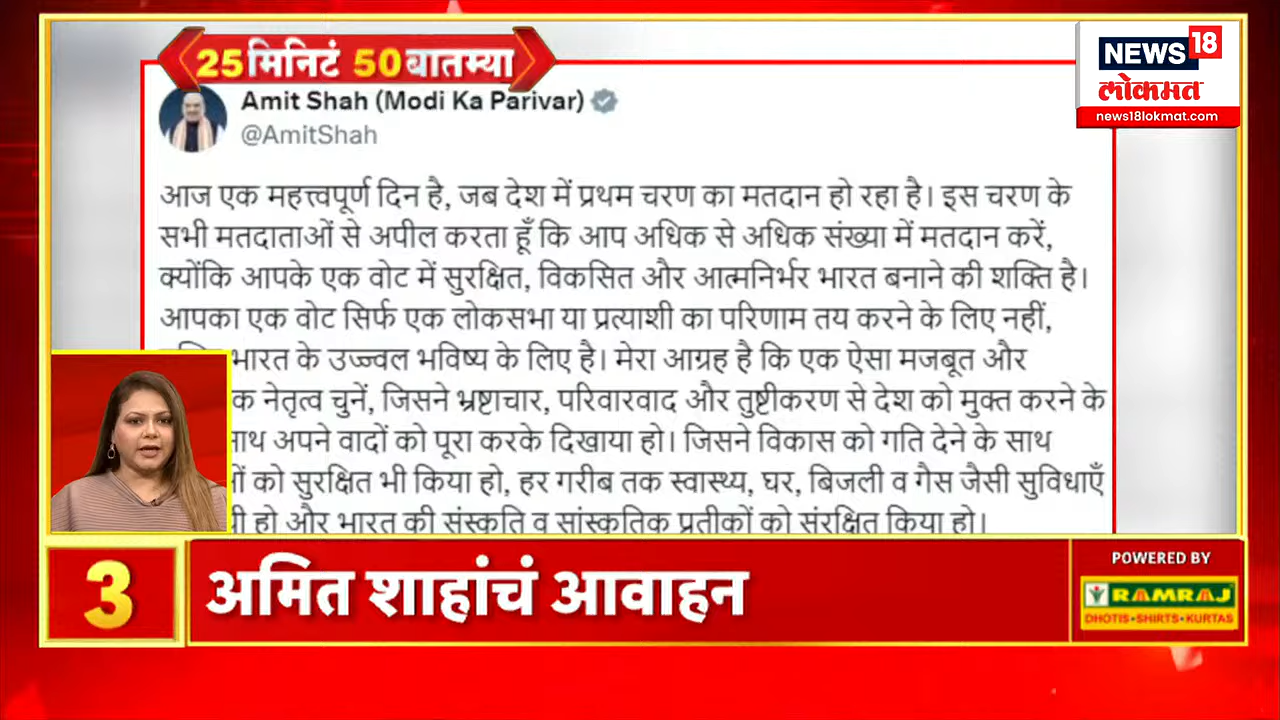 25 मिनिटं 50 बातम्या
NEWS 18
लोकमत
news18lokmat.com
Amit Shah (Modi Ka Parivar)
@AmitShah
आज एक महत्त्वपूर्ण दिन है, जब देश में प्रथम चरण का मतदान हो रहा है। इस चरण के
सभी मतदाताओं से अपील करता हूँ कि आप अधिक से अधिक संख्या में मतदान करें,
क्योंकि आपके एक वोट में सुरक्षित, विकसित और आत्मनिर्भर भारत बनाने की शक्ति है।
आपका एक वोट सिर्फ एक लोकसभा या प्रत्याशी का परिणाम तय करने के लिए नहीं,
भारत के उज्ज्वल भविष्य के लिए है। मेरा आग्रह है कि एक ऐसा मजबूत और
नेतृत्व चुनें, जिसने भ्रष्टाचार, परिवारवाद और तुष्टीकरण से देश को मुक्त करने के
अपने वादों को पूरा करके दिखाया हो। जिसने विकास को गति देने के साथ
को सुरक्षित भी किया हो, हर गरीब तक स्वास्थ्य, घर, बिजली व गैस जैसी सुविधाएँ
हो और भारत की संस्कृति व सांस्कृतिक प्रतीकों को संरक्षित किया हो।
3
अमित शाहांचं आवाहन
POWERED BY
RAMRAJ
DHOTIS•SHIRTS•KURTAS